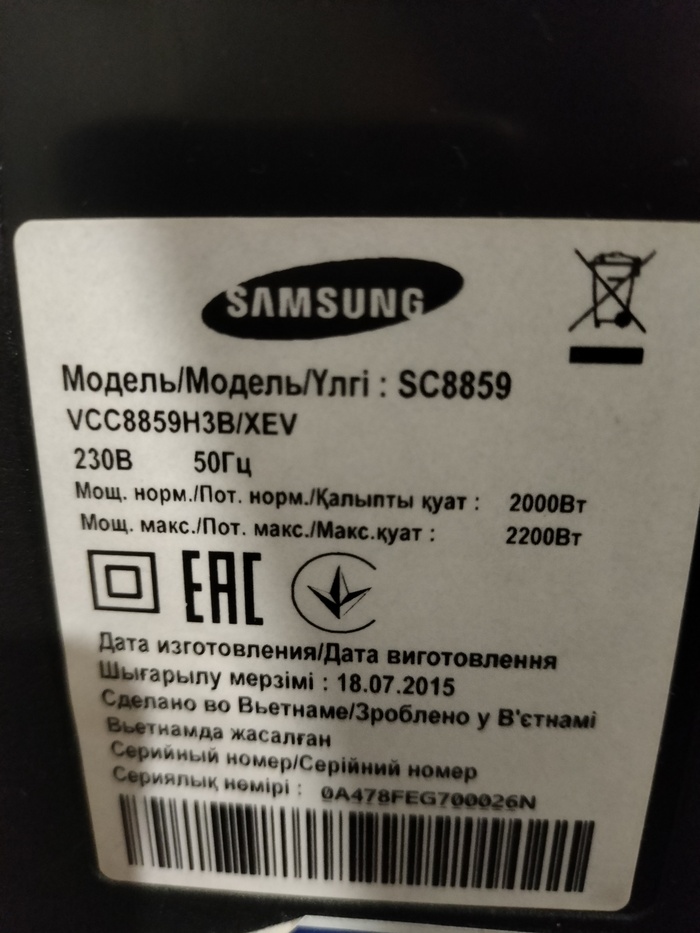 SAMSUNG
Модель/Модель/Үлгі : SC8859
VCC8859H3B/XEV
230В 50Гц
Мощ. норм./Пот. норм./Қалыпты қуат : 2000Вт
Мощ. макс./Пот. макс./Макс.қуат : 2200Вт
EAC
Дата изготовления/Дата виготовлення
Шығарылу мерзімі : 18.07.2015
Сделано во Вьетнаме/Зроблено у В'єтнамі
Вьетнамда жасалған
Серийный номер/Серійний номер
Сериялық нөмірі : 0A478FEG700026N